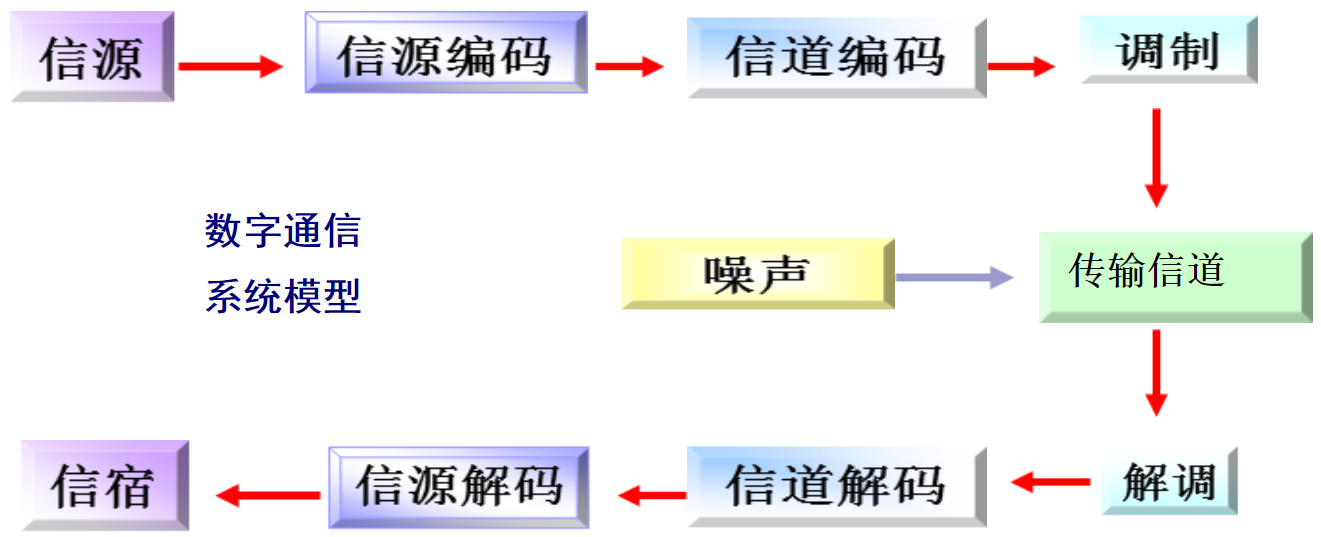 信源
信源编码
信道编码
调制
数字通信
系统模型
噪声
传输信道
信宿
信源解码
信道解码
解调